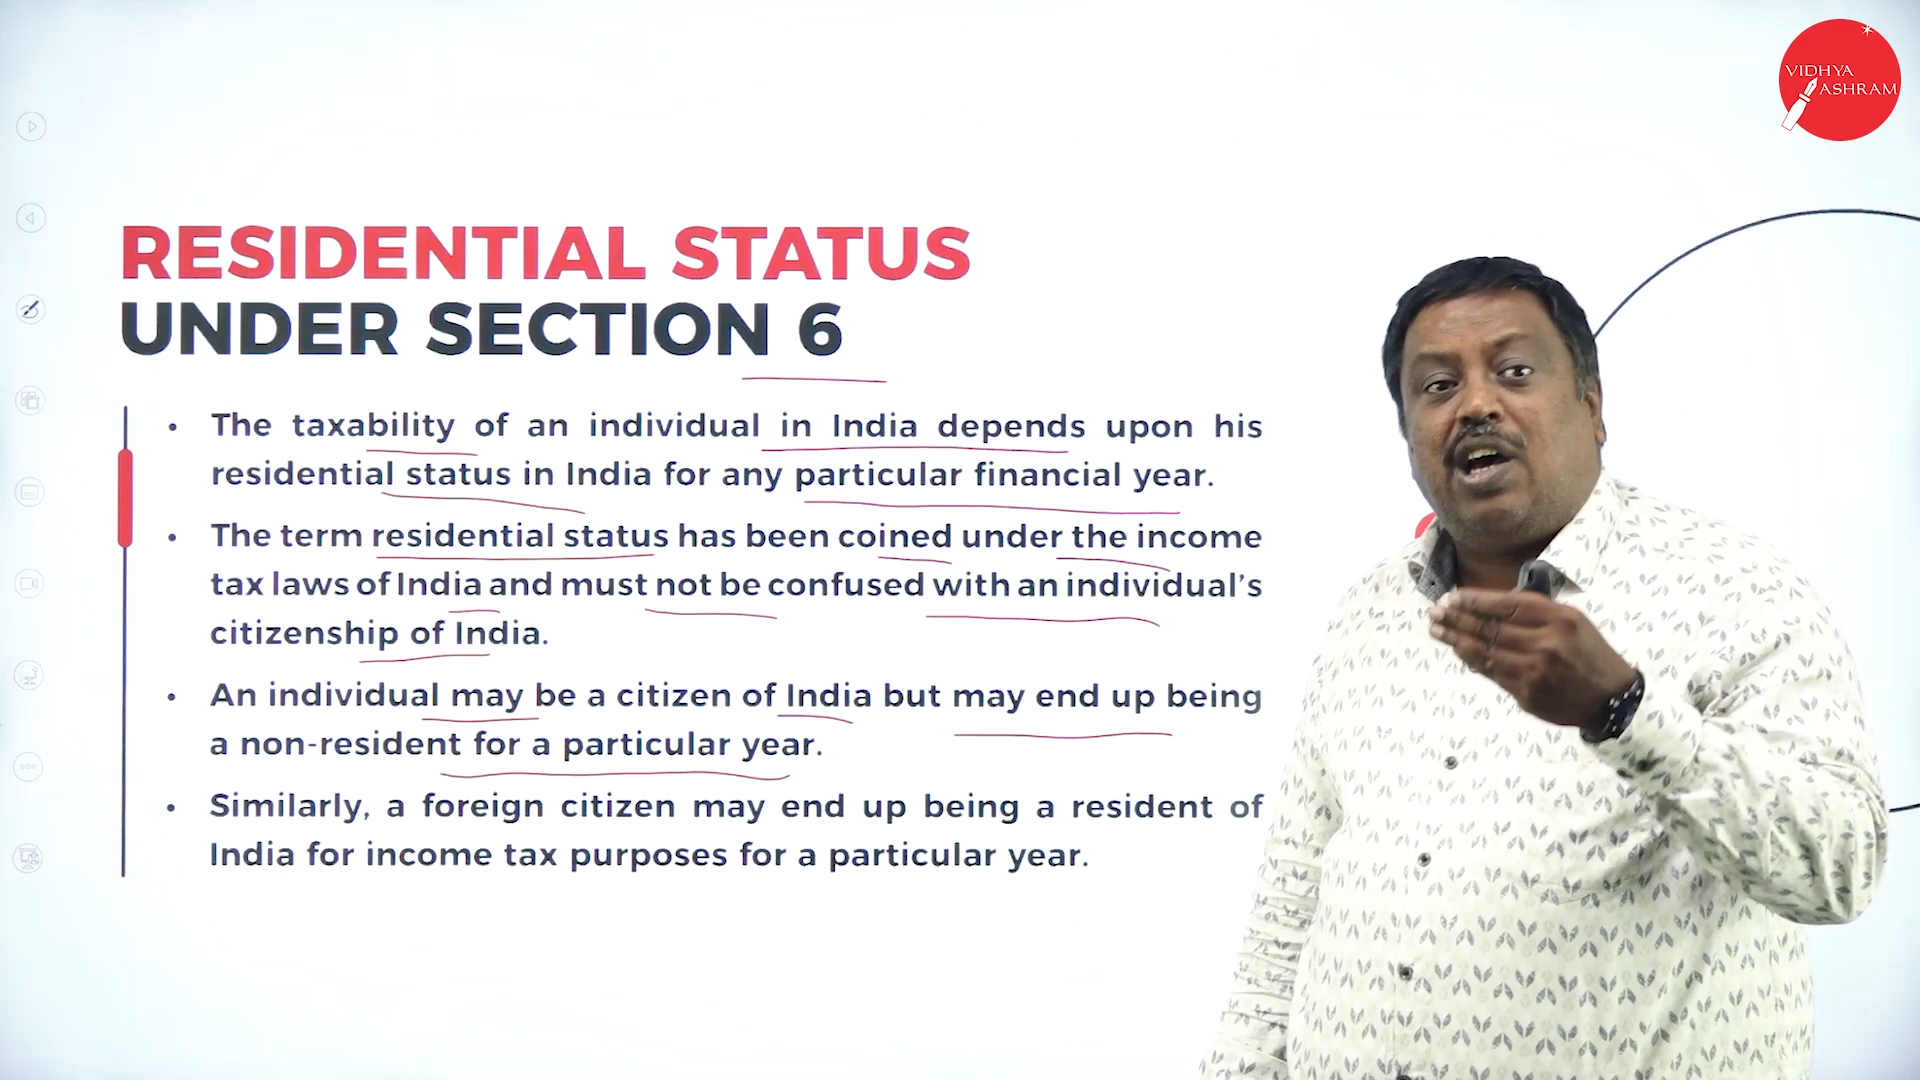 VIDHYA
ASHRAM
RESIDENTIAL STATUS
UNDER SECTION 6
• The taxability of an individual in India depends upon his
residential status in India for any particular financial year.
• The term residential status has been coined under the income
tax laws of India and must not be confused with an individual's
citizenship of India.
• An individual may be a citizen of India but may end up being
a non-resident for a particular year.
• Similarly, a foreign citizen may end up being a resident of
India for income tax purposes for a particular year.